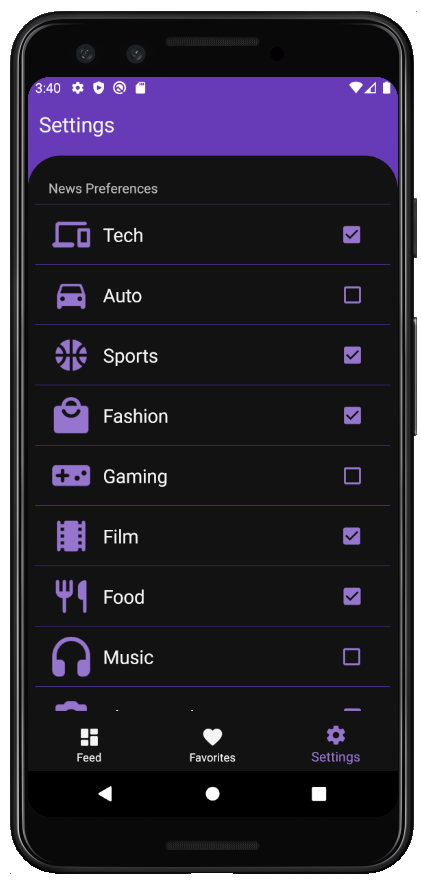 3:40
Settings
News Preferences
Tech
Auto
Sports
Fashion
Gaming
Film
Food
Music
Feed
Favorites
Settings